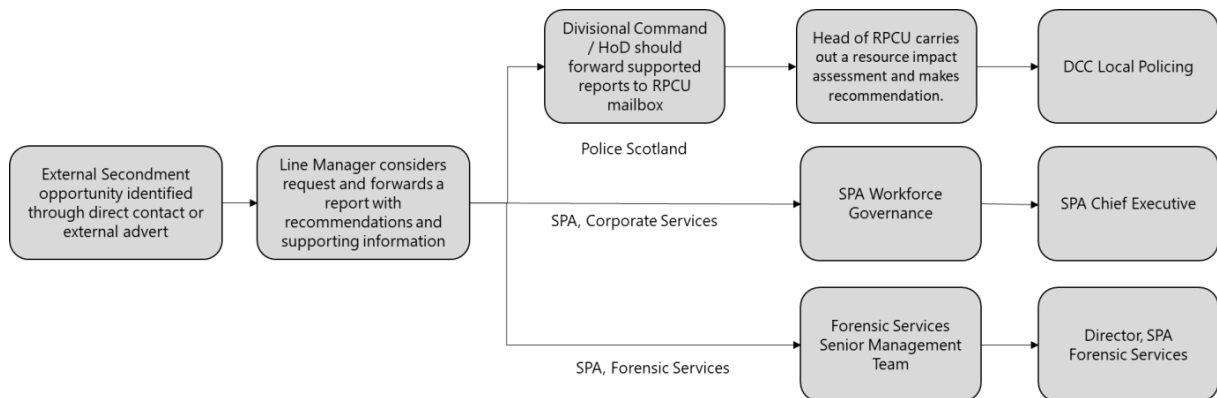 External Secondment
opportunity identified
through direct contact or
external advert
Line Manager considers
request and forwards a
report with
recommendations and
supporting information
Divisional Command
/ HoD should
forward supported
reports to RPCU
mailbox
Head of RPCU carries
out a resource impact
assessment and makes
recommendation.
DCC Local Policing
Police Scotland
SPA Workforce
Governance
SPA Chief Executive
SPA, Corporate Services
Forensic Services
Senior Management
Team
Director, SPA
Forensic Services
SPA, Forensic Services